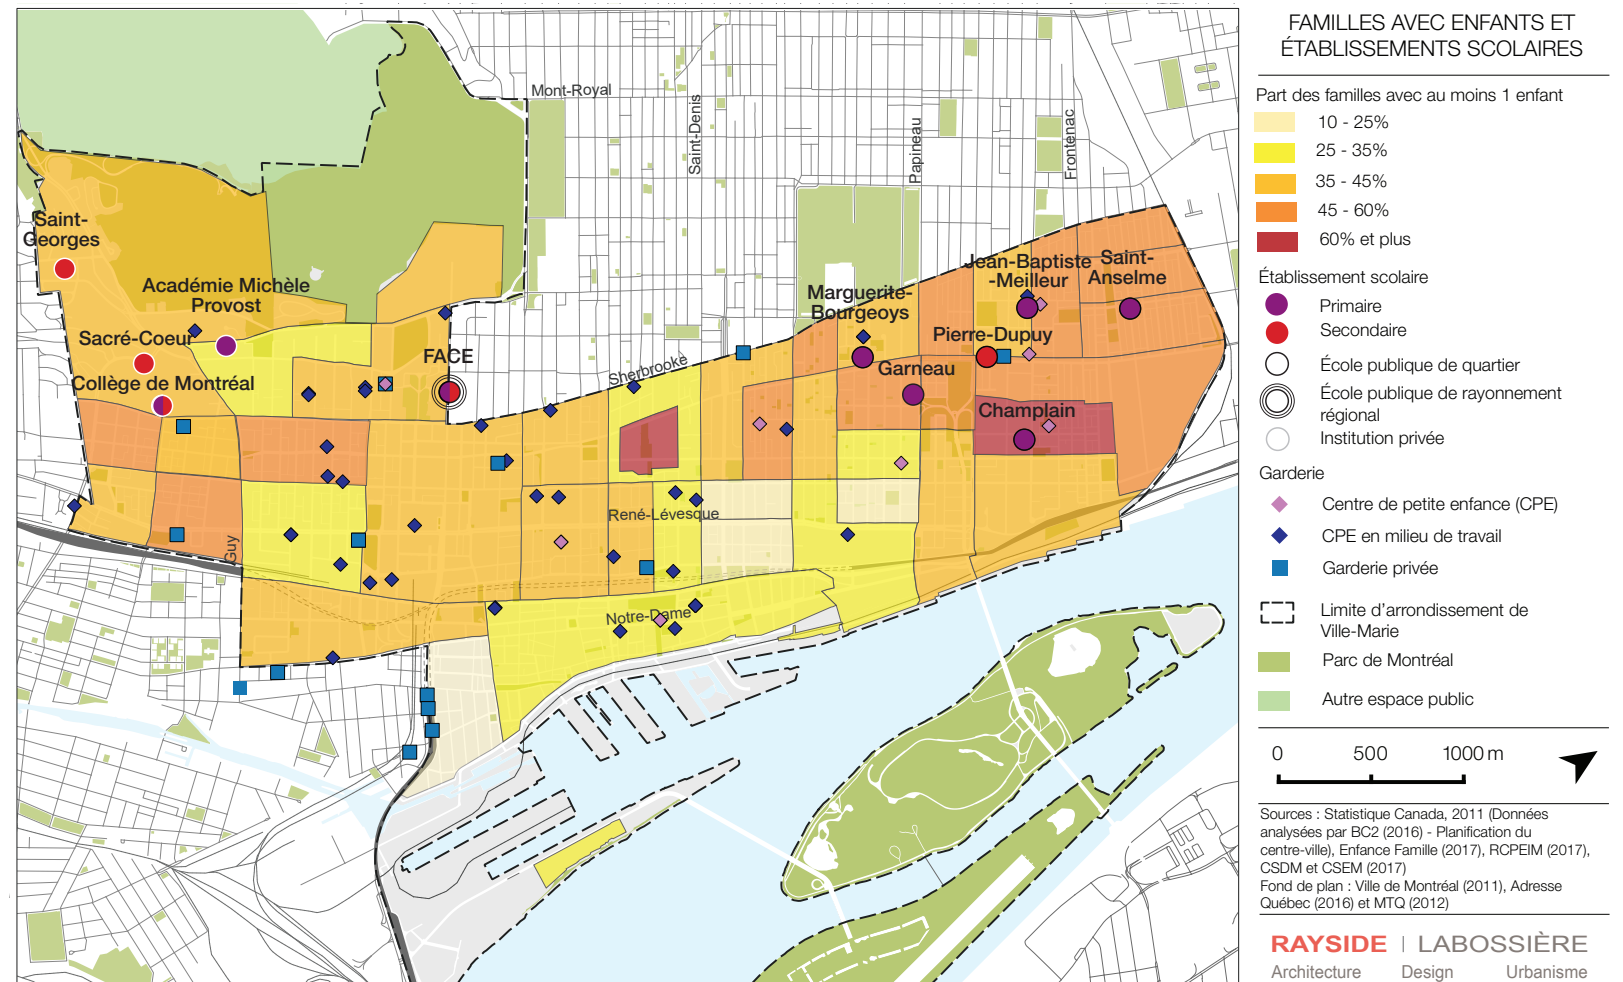 FAMILLES AVEC ENFANTS ET
ÉTABLISSEMENTS SCOLAIRES
Part des familles avec au moins 1 enfant
10 - 25%
25 - 35%
35 - 45%
45 - 60%
60% et plus
Établissement scolaire
Primaire
Secondaire
École publique de quartier
École publique de rayonnement
régional
Institution privée
Garderie
Centre de petite enfance (CPE)
CPE en milieu de travail
Garderie privée
Limite d'arrondissement de
Ville-Marie
Parc de Montréal
Autre espace public
0 500 1000 m
Sources : Statistique Canada, 2011 (Données
analysées par BC2 (2016) - Planification du
centre-ville), Enfance Famille (2017), RCPEIM (2017),
CSDM et CSEM (2017)
Fond de plan : Ville de Montréal (2011), Adresse
Québec (2016) et MTQ (2012)
RAYSIDE | LABOSSIÈRE
Architecture Design Urbanisme
Mont-Royal
Saint-Denis
Papineau
Frontenac
Saint-
Georges
Académie Michèle
Provost
Sacré-Coeur
Collège de Montréal
FACE
Sherbrooke
Marguerite-
Bourgeoys
Jean-Baptiste
-Meilleur
Saint-
Anselme
Pierre-Dupuy
Garneau
Champlain
René-Lévesque
Guy
Notre-Dame